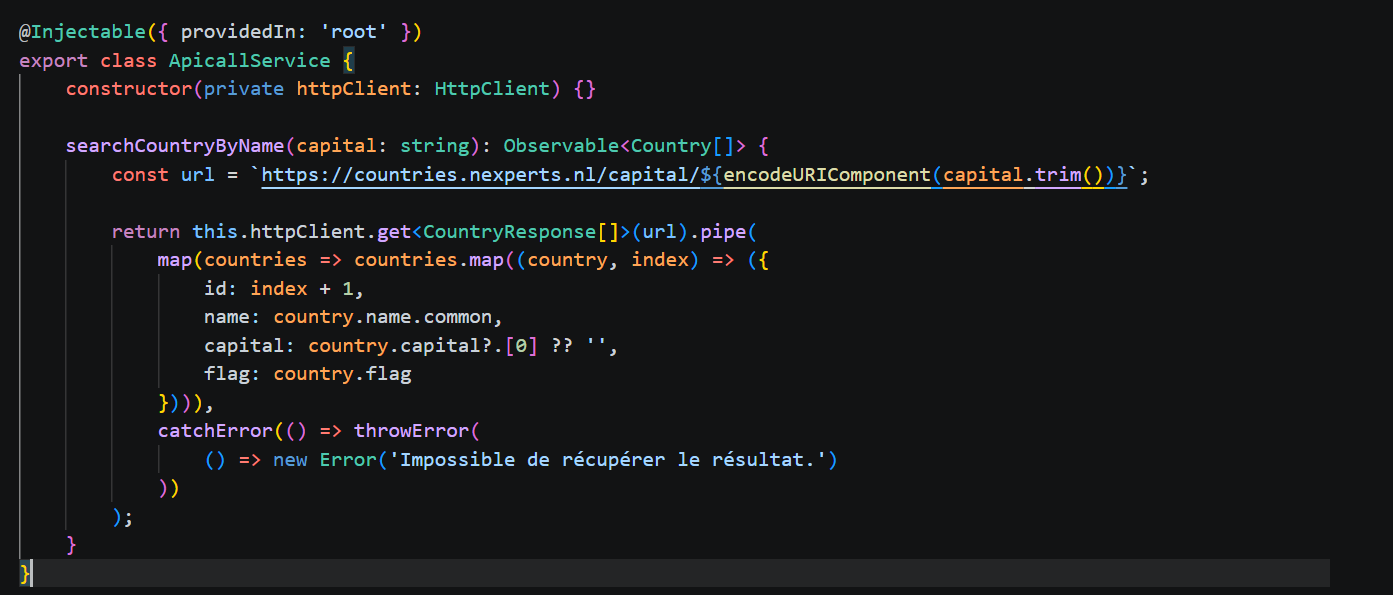 @Injectable({ providedIn: 'root' })
export class ApicallService {
    constructor(private httpClient: HttpClient) {}

    searchCountryByName(capital: string): Observable<Country[]> {
        const url = `https://countries.nexperts.nl/capital/${encodeURIComponent(capital.trim())}`;

        return this.httpClient.get<CountryResponse[]>(url).pipe(
            map(countries => countries.map((country, index) => ({
                id: index + 1,
                name: country.name.common,
                capital: country.capital?.[0] ?? '',
                flag: country.flag
            }))),
            catchError(() => throwError(
                () => new Error('Impossible de récupérer le résultat.')
            ))
        );
    }
}